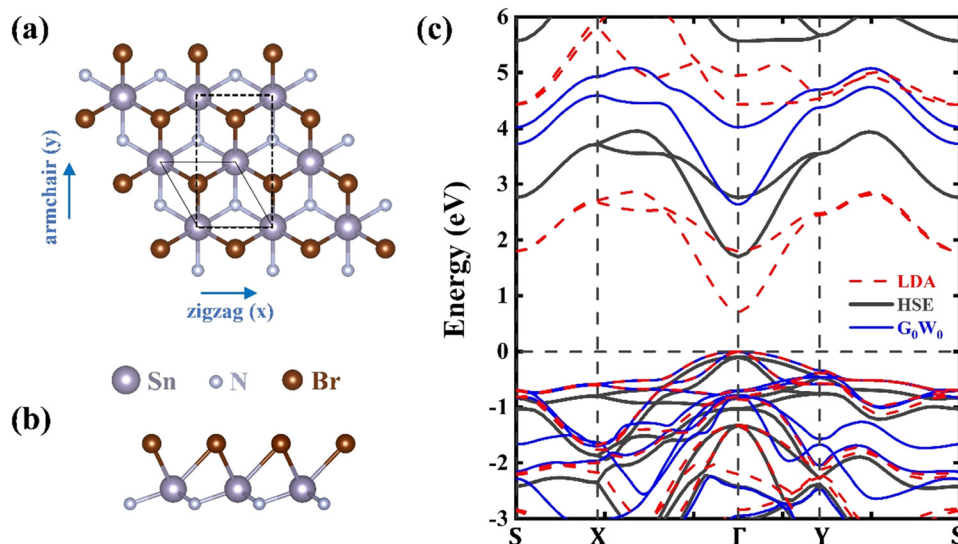 (a)
armchair (y)
zigzag (x)
Sn N Br
(b)
(c)
Energy (eV)
6
5
4
3
2
1
0
-1
-2
-3
LDA
HSE
G₀W₀
S X Γ Y S